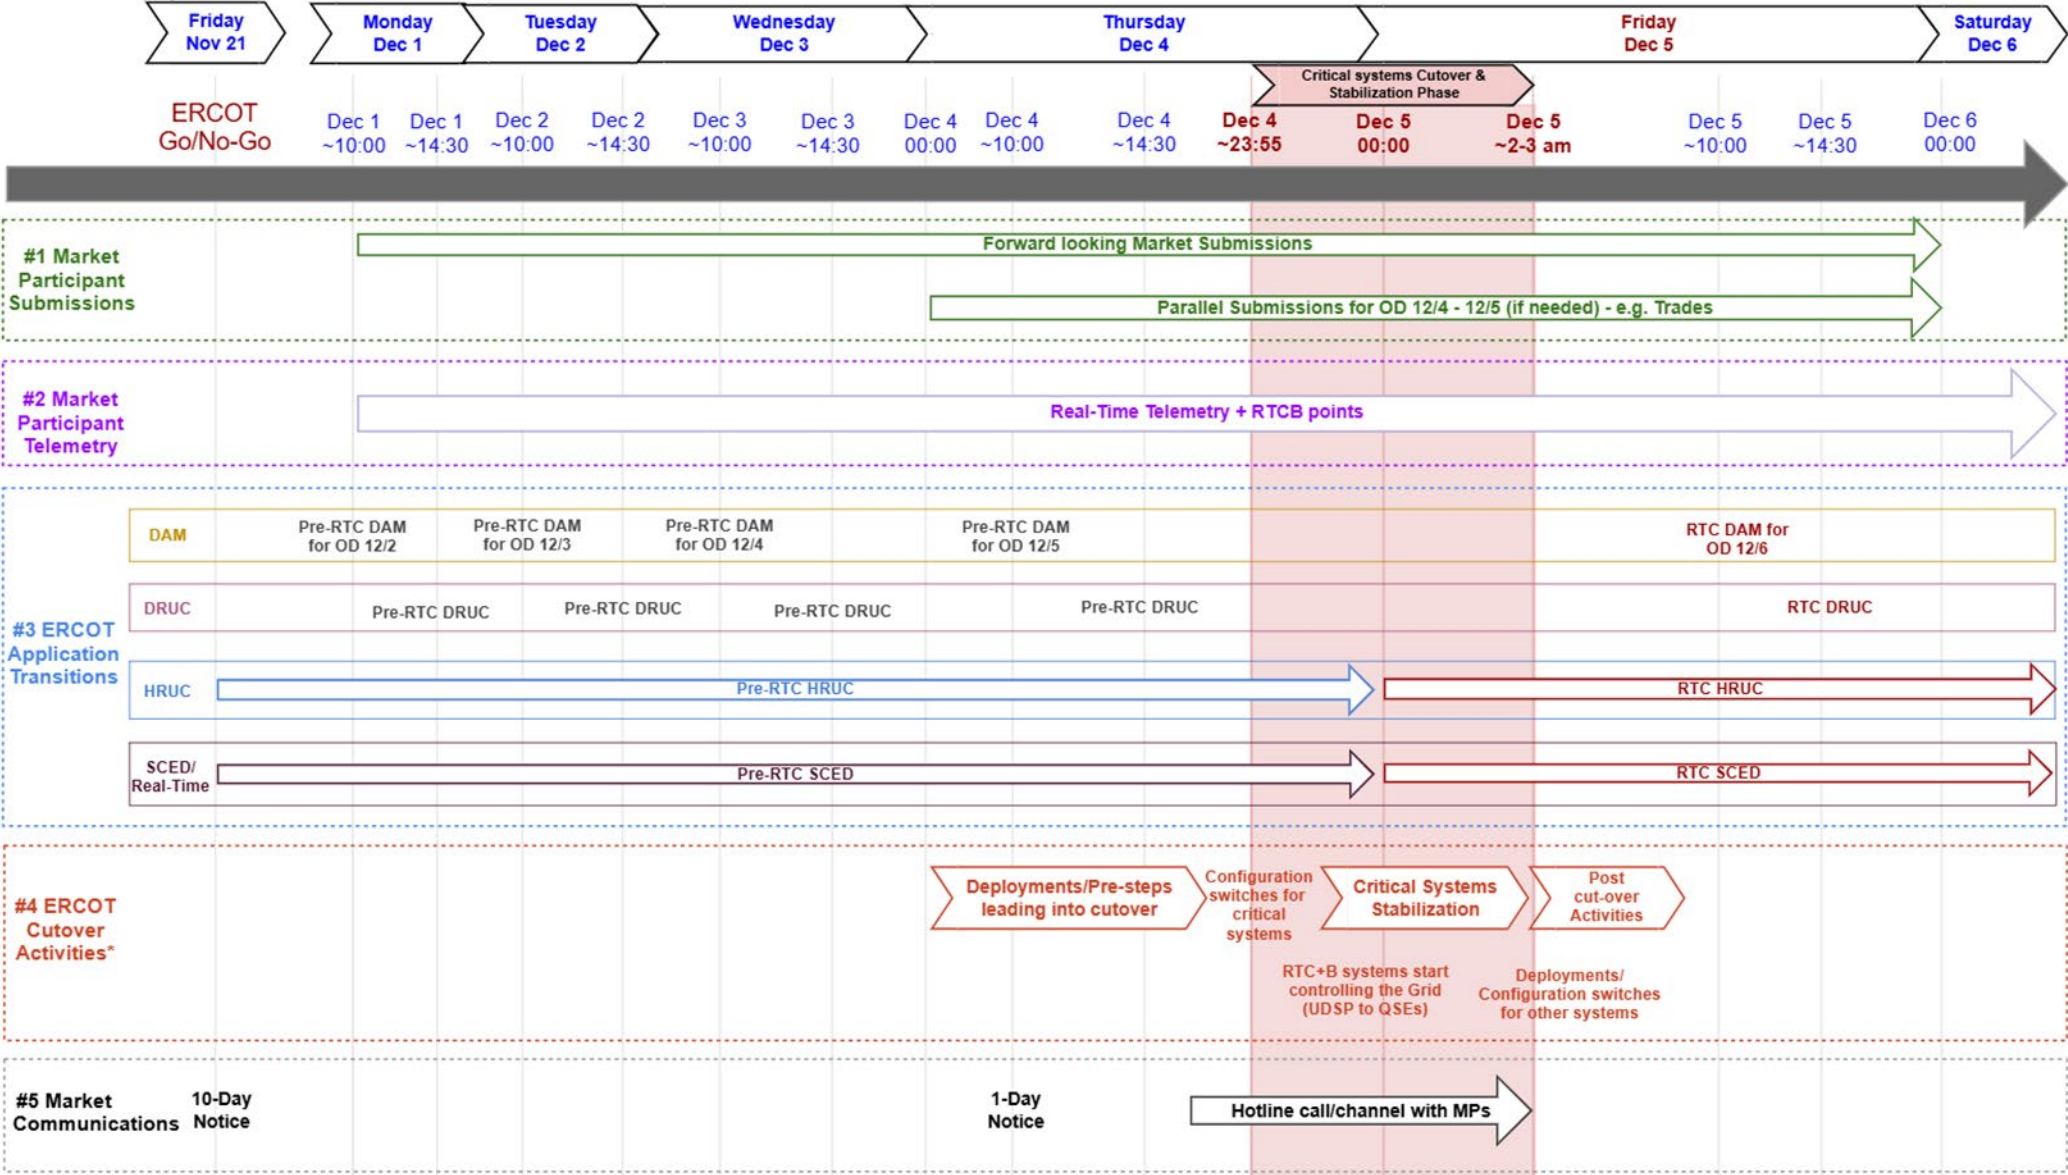 Friday
Nov 21
Monday
Dec 1
Tuesday
Dec 2
Wednesday
Dec 3
Thursday
Dec 4
Friday
Dec 5
Saturday
Dec 6
Critical systems Cutover &
Stabilization Phase
ERCOT
Go/No-Go
Dec 1
~10:00
Dec 1
~14:30
Dec 2
~10:00
Dec 2
~14:30
Dec 3
~10:00
Dec 3
~14:30
Dec 4
00:00
Dec 4
~10:00
Dec 4
~14:30
Dec 4
~23:55
Dec 5
00:00
Dec 5
~2-3 am
Dec 5
~10:00
Dec 5
~14:30
Dec 6
00:00
#1 Market
Participant
Submissions
Forward looking Market Submissions
Parallel Submissions for OD 12/4 - 12/5 (if needed) - e.g. Trades
#2 Market
Participant
Telemetry
Real-Time Telemetry + RTCB points
#3 ERCOT
Application
Transitions
DAM
Pre-RTC DAM
for OD 12/2
Pre-RTC DAM
for OD 12/3
Pre-RTC DAM
for OD 12/4
Pre-RTC DAM
for OD 12/5
RTC DAM for
OD 12/6
DRUC
Pre-RTC DRUC
Pre-RTC DRUC
Pre-RTC DRUC
Pre-RTC DRUC
RTC DRUC
HRUC
Pre-RTC HRUC
RTC HRUC
SCED/
Real-Time
Pre-RTC SCED
RTC SCED
#4 ERCOT
Cutover
Activities*
Deployments/Pre-steps
leading into cutover
Configuration
switches for
critical
systems
Critical Systems
Stabilization
Post
cut-over
Activities
RTC+B systems start
controlling the Grid
(UDSP to QSEs)
Deployments/
Configuration switches
for other systems
#5 Market
Communications
10-Day
Notice
1-Day
Notice
Hotline call/channel with MPs